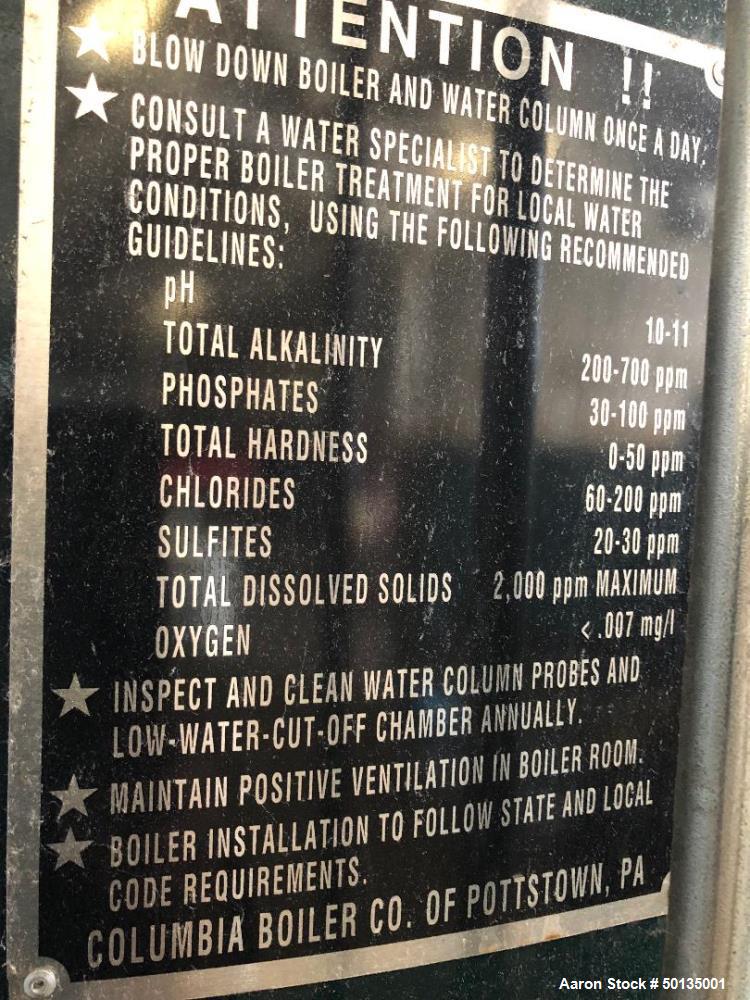 ATTENTION !!
★ BLOW DOWN BOILER AND WATER COLUMN ONCE A DAY.
★ CONSULT A WATER SPECIALIST TO DETERMINE THE
PROPER BOILER TREATMENT FOR LOCAL WATER
CONDITIONS, USING THE FOLLOWING RECOMMENDED
GUIDELINES:
pH 10-11
TOTAL ALKALINITY 200-700 ppm
PHOSPHATES 30-100 ppm
TOTAL HARDNESS 0-50 ppm
CHLORIDES 60-200 ppm
SULFITES 20-30 ppm
TOTAL DISSOLVED SOLIDS 2,000 ppm MAXIMUM
OXYGEN < .007 mg/l
★ INSPECT AND CLEAN WATER COLUMN PROBES AND
LOW-WATER-CUT-OFF CHAMBER ANNUALLY.
★ MAINTAIN POSITIVE VENTILATION IN BOILER ROOM.
★ BOILER INSTALLATION TO FOLLOW STATE AND LOCAL
CODE REQUIREMENTS.
COLUMBIA BOILER CO. OF POTTSTOWN, PA
Aaron Stock # 50135001